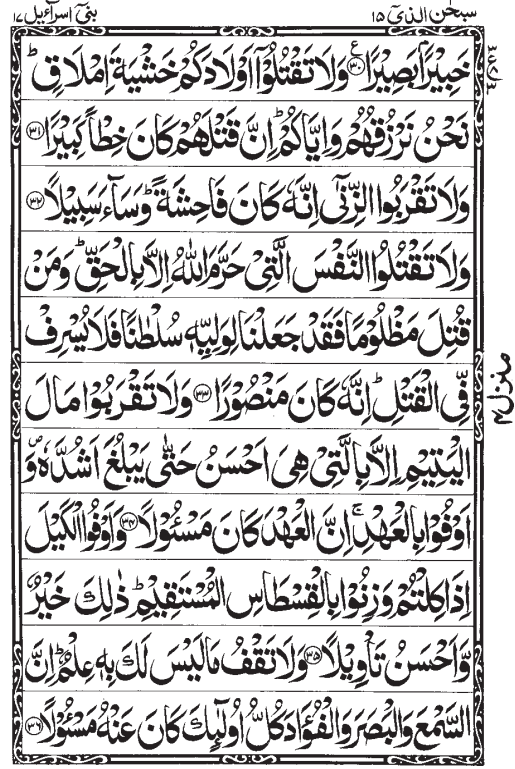 سبحٰن الذیٓ ۱۵
بنیٓ اسرآءیل ۱۷
خَبِیْرًۢا بَصِیْرًا ۟﴿۳۰﴾ وَلَا تَقْتُلُوْۤا اَوْلَادَكُمْ خَشْیَةَ اِمْلَاقٍ ؕ
نَحْنُ نَرْزُقُهُمْ وَاِیَّاكُمْ ؕ اِنَّ قَتْلَهُمْ كَانَ خِطْاً كَبِیْرًا ﴿۳۱﴾
وَلَا تَقْرَبُوا الزِّنٰۤی اِنَّهٗ كَانَ فَاحِشَةً ؕ وَسَآءَ سَبِیْلًا ﴿۳۲﴾
وَلَا تَقْتُلُوا النَّفْسَ الَّتِیْ حَرَّمَ اللّٰهُ اِلَّا بِالْحَقِّ ؕ وَمَنْ
قُتِلَ مَظْلُوْمًا فَقَدْ جَعَلْنَا لِوَلِیِّهٖ سُلْطٰنًا فَلَا یُسْرِفْ
فِّی الْقَتْلِ ؕ اِنَّهٗ كَانَ مَنْصُوْرًا ﴿۳۳﴾ وَلَا تَقْرَبُوْا مَالَ
الْیَتِیْمِ اِلَّا بِالَّتِیْ هِیَ اَحْسَنُ حَتّٰی یَبْلُغَ اَشُدَّهٗ ۪ وَ
اَوْفُوْا بِالْعَهْدِ ۚ اِنَّ الْعَهْدَ كَانَ مَسْـُٔوْلًا ﴿۳۴﴾ وَاَوْفُوا الْكَیْلَ
اِذَا كِلْتُمْ وَزِنُوْا بِالْقِسْطَاسِ الْمُسْتَقِیْمِ ؕ ذٰلِكَ خَیْرٌ
وَّاَحْسَنُ تَاْوِیْلًا ﴿۳۵﴾ وَلَا تَقْفُ مَا لَیْسَ لَكَ بِهٖ عِلْمٌ ؕ اِنَّ
السَّمْعَ وَالْبَصَرَ وَالْفُؤَادَ كُلُّ اُولٰٓئِكَ كَانَ عَنْهُ مَسْـُٔوْلًا ﴿۳۶﴾
منزل ۴